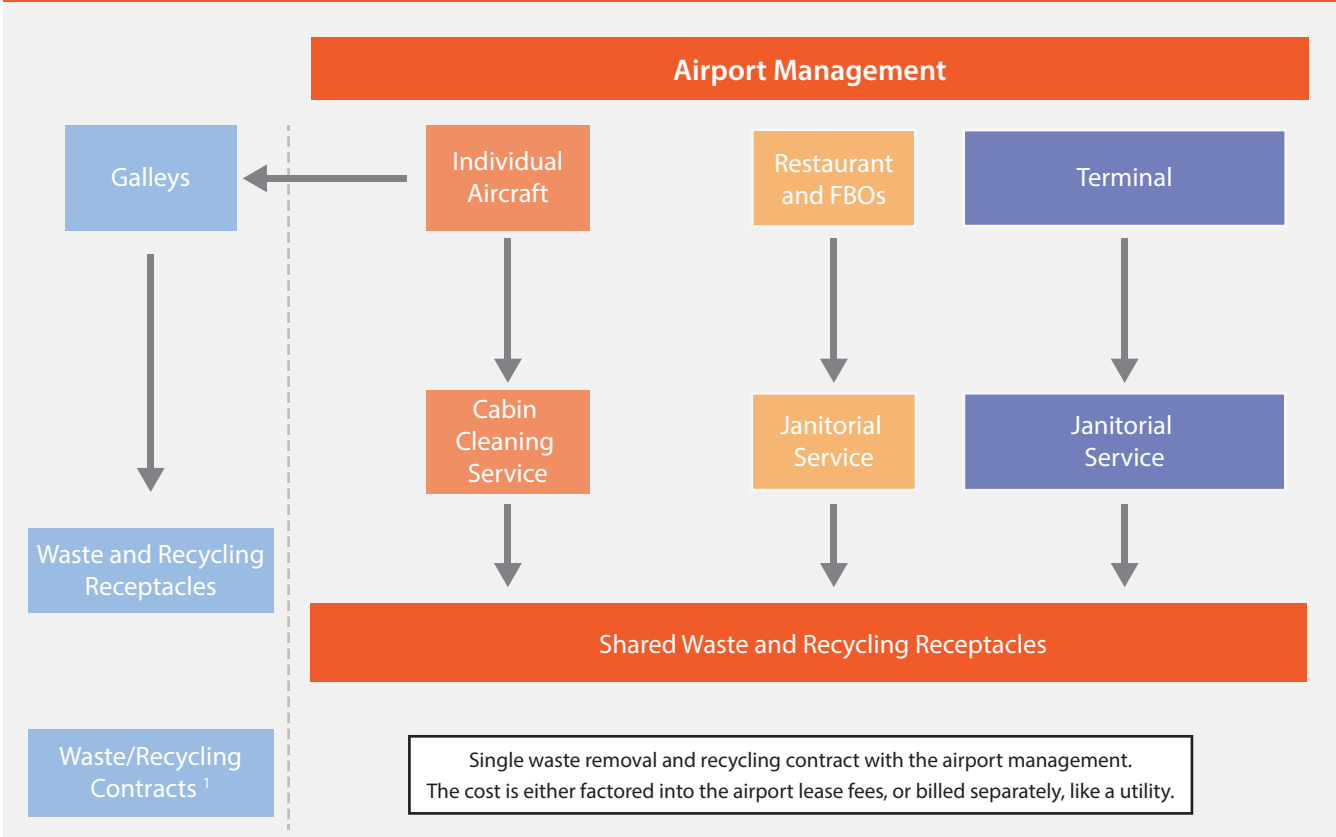 Airport Management
Galleys
Individual
Aircraft
Restaurant
and FBOs
Terminal
Cabin
Cleaning
Service
Janitorial
Service
Janitorial
Service
Waste and Recycling
Receptacles
Shared Waste and Recycling Receptacles
Waste/Recycling
Contracts 1
Single waste removal and recycling contract with the airport management.
The cost is either factored into the airport lease fees, or billed separately, like a utility.